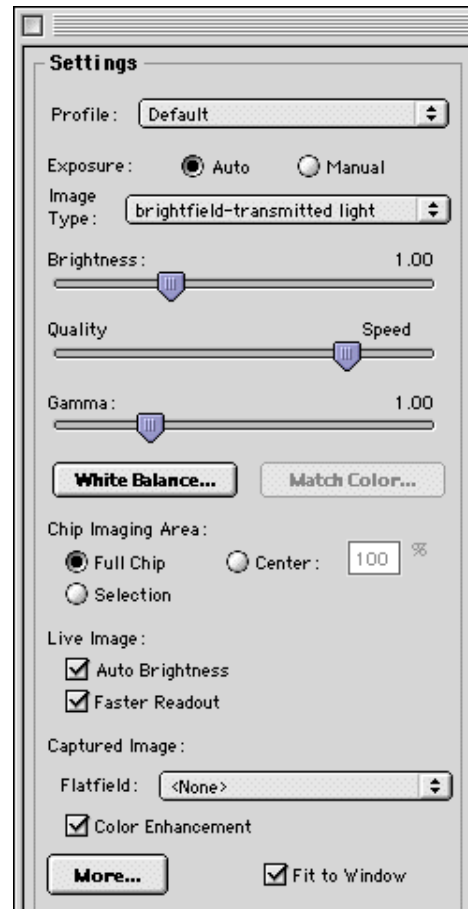 Settings
Profile: Default
Exposure: Auto Manual
Image
Type: brightfield-transmitted light
Brightness: 1.00
Quality Speed
Gamma: 1.00
White Balance... Match Color...
Chip Imaging Area:
Full Chip Center: 100 %
Selection
Live Image:
Auto Brightness
Faster Readout
Captured Image:
Flatfield: <None>
Color Enhancement
More... Fit to Window